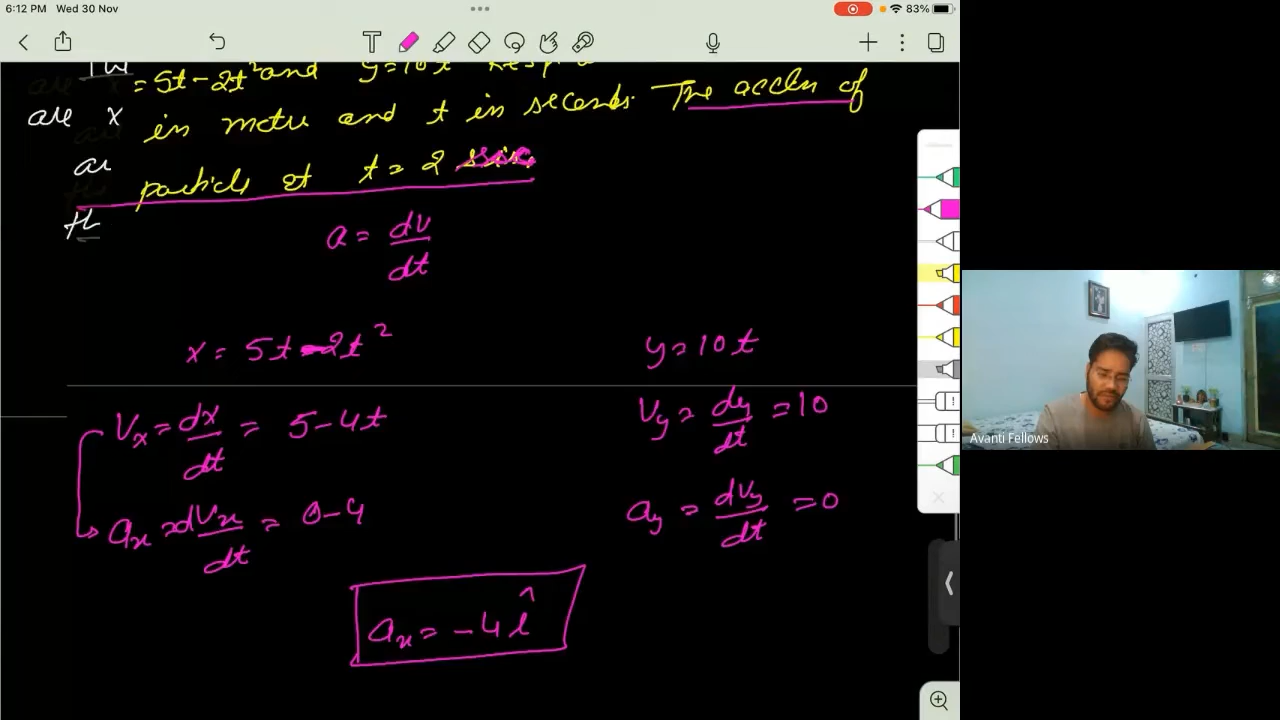 6:12 PM Wed 30 Nov
83%
x = 5t - 2t² and y = 10t
are x in metre and t in seconds. The accln of
particle at t = 2
th
a = dv/dt
x = 5t - 2t²
y = 10t
Vx = dx/dt = 5 - 4t
Vy = dy/dt = 10
ax = dVx/dt = 0 - 4
ay = dVy/dt = 0
ax = -4 î
Avanti Fellows